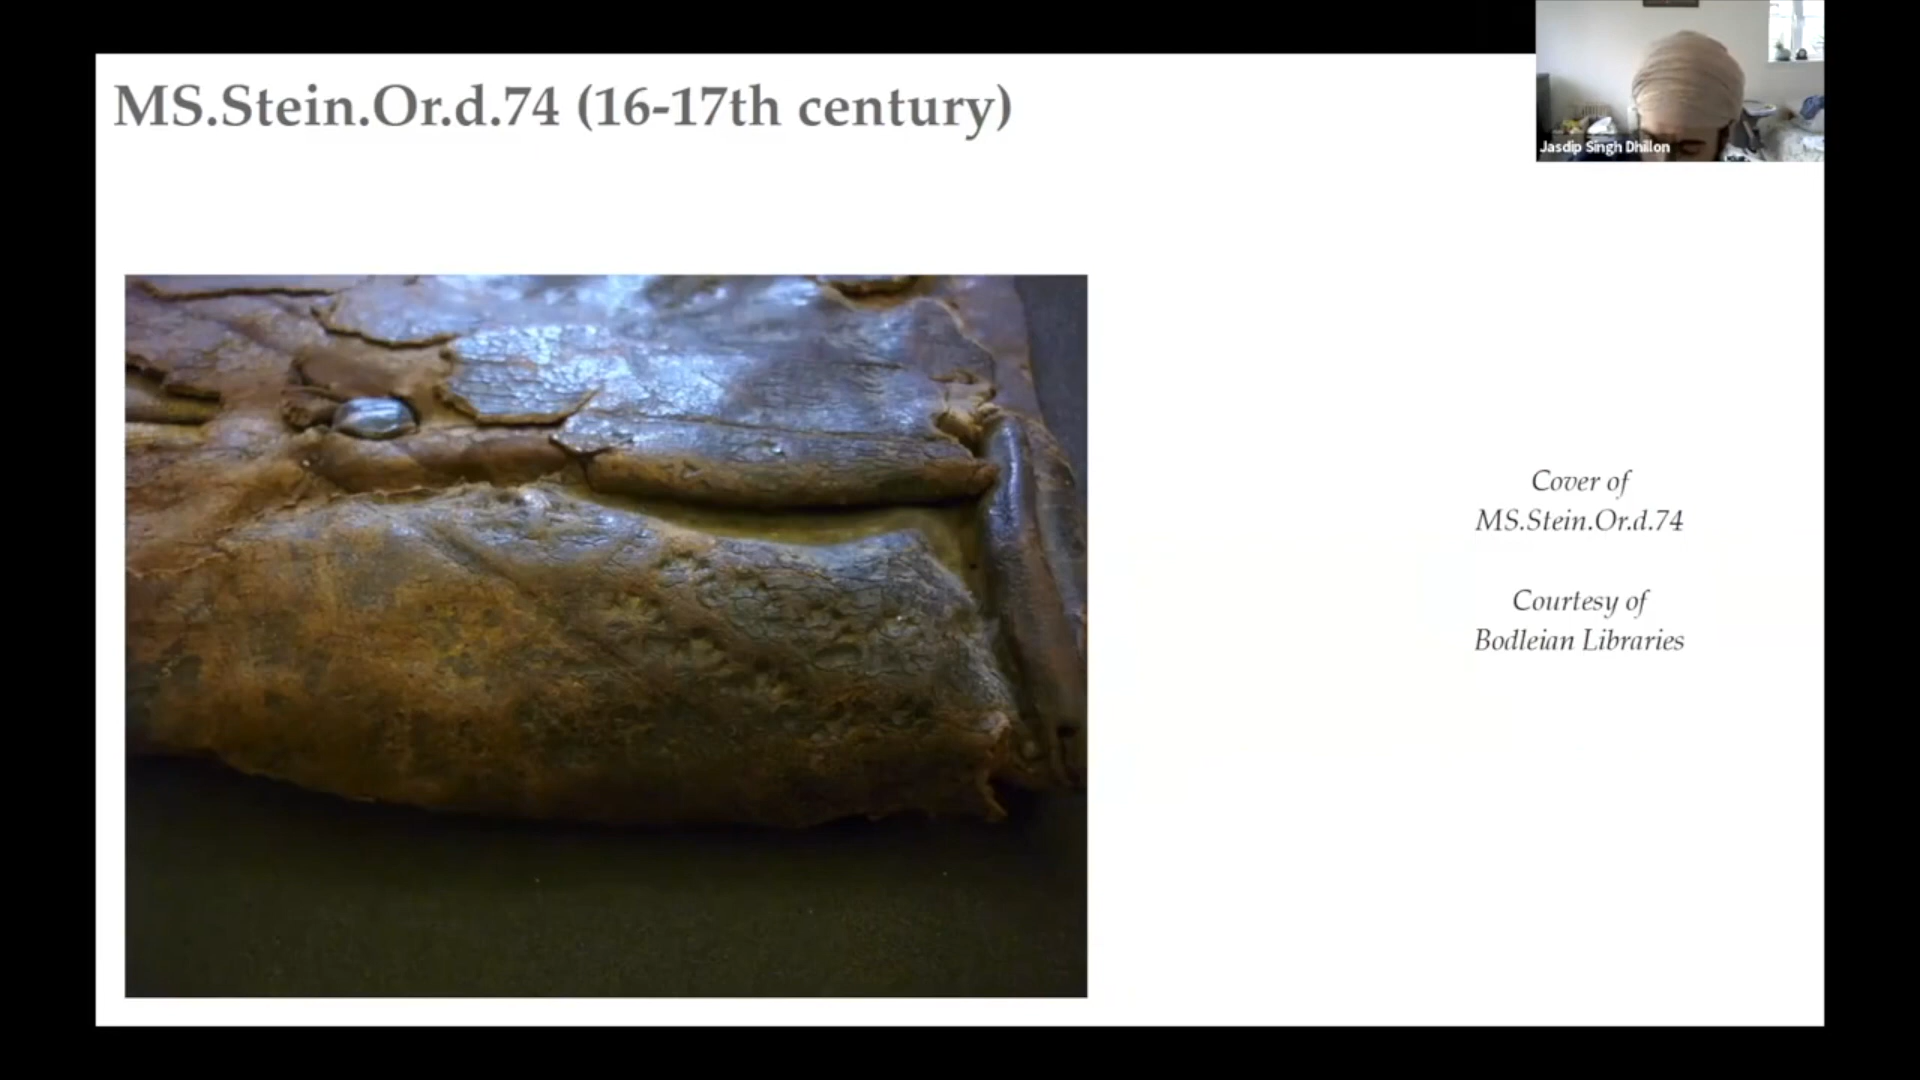 MS.Stein.Or.d.74 (16-17th century)
Jasdip Singh Dhillon
Cover of
MS.Stein.Or.d.74
Courtesy of
Bodleian Libraries